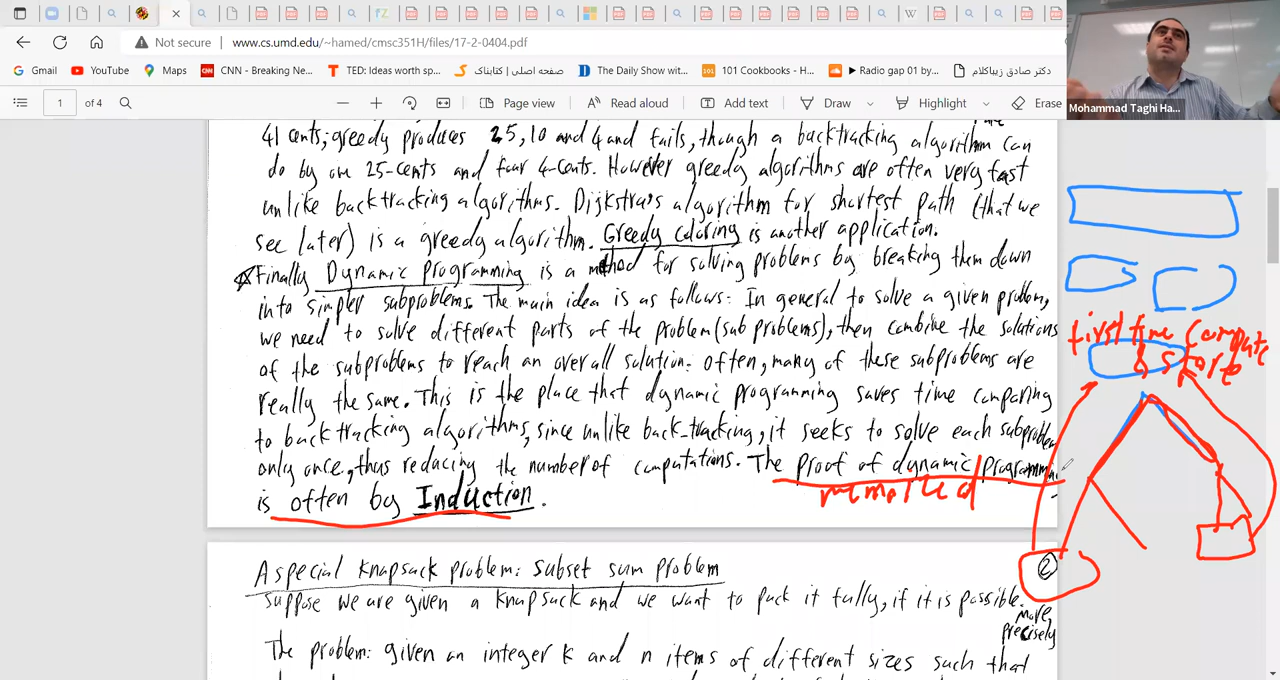 Not secure
www.cs.umd.edu/~hamed/cmsc351H/files/17-2-0404.pdf
Gmail YouTube Maps CNN - Breaking Ne... TED: Ideas worth sp... صفحه اصلی | کتابناک The Daily Show wit... 101 Cookbooks - H... ▶ Radio gap 01 by... دکتر صادق زیباکلام
1 of 4 Page view Read aloud Add text Draw Highlight Erase
Mohammad Taghi Ha...
41 cents; greedy produces 25, 10 and 4 and fails, though a backtracking algorithm can
do by one 25-cents and four 4-cents. However greedy algorithms are often very fast
unlike backtracking algorithms. Dijkstra's algorithm for shortest path (that we
see later) is a greedy algorithm. Greedy coloring is another application.
Finally Dynamic programming is a method for solving problems by breaking them down
into simpler subproblems. The main idea is as follows: In general to solve a given problem,
we need to solve different parts of the problem (sub problems), then combine the solutions
of the subproblems to reach an overall solution. often, many of these subproblems are
really the same. This is the place that dynamic programming saves time comparing
to backtracking algorithms, since unlike back-tracking, it seeks to solve each subproblem
only once, thus reducing the number of computations. The proof of dynamic programming
is often by Induction.
first time compute
& store
A special knapsack problem: subset sum problem
2
suppose we are given a knapsack and we want to pack it fully, if it is possible.
more
precisely
The problem: given an integer k and n items of different sizes such that